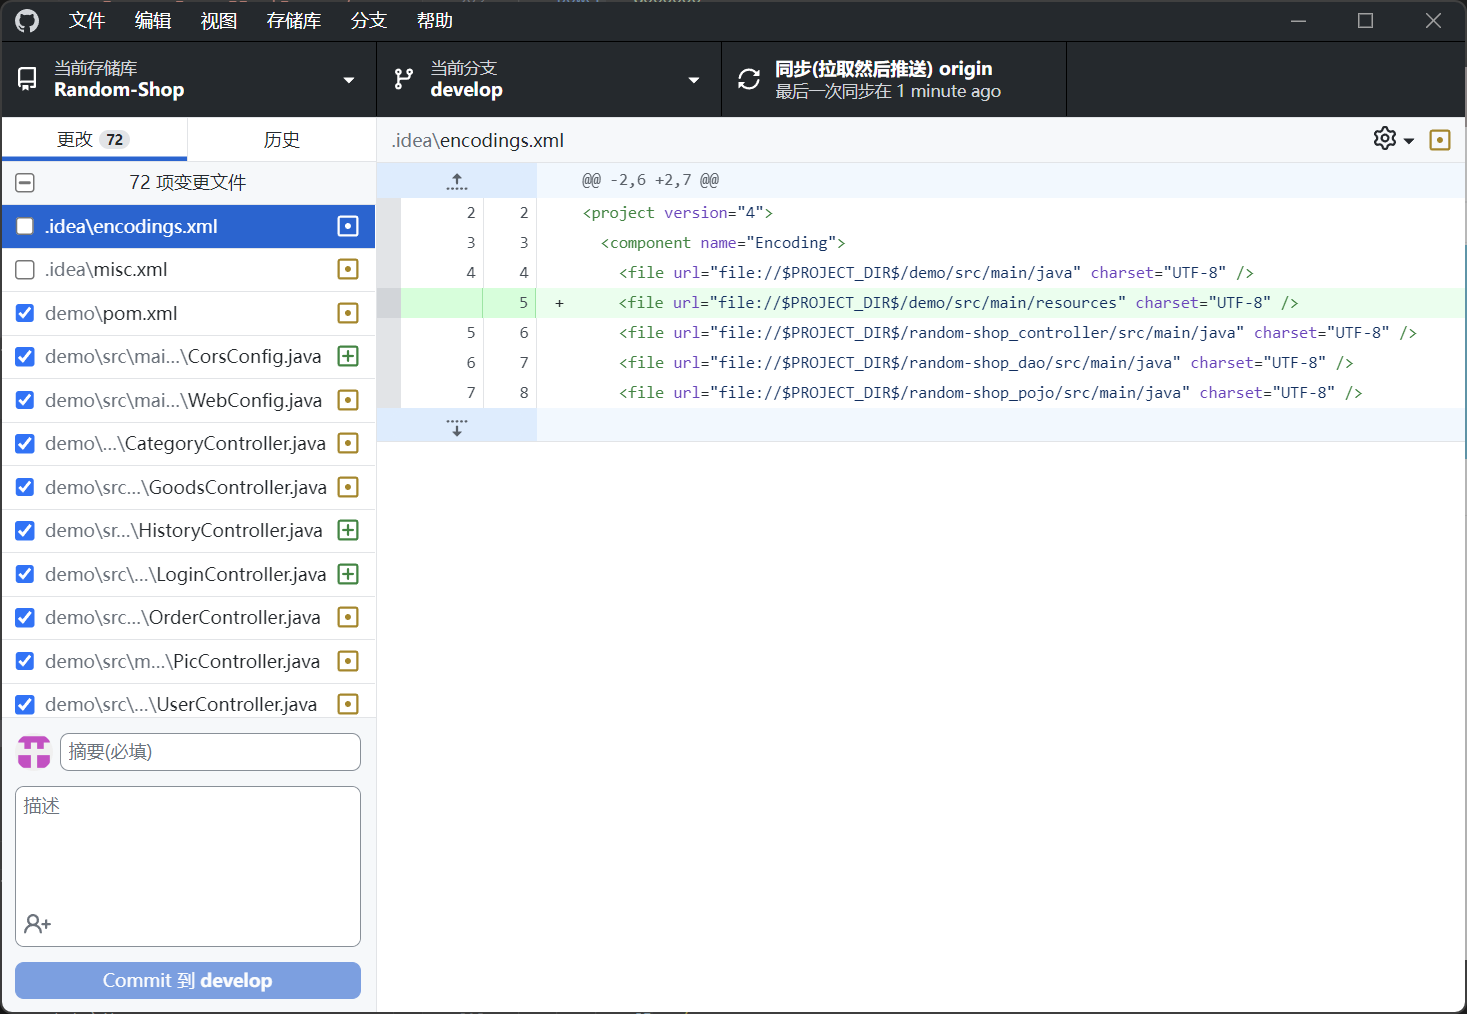 文件 编辑 视图 存储库 分支 帮助
当前存储库
Random-Shop
当前分支
develop
同步(拉取然后推送) origin
最后一次同步在 1 minute ago
更改 72
历史
72 项变更文件
.idea\encodings.xml
.idea\misc.xml
demo\pom.xml
demo\src\mai...\CorsConfig.java
demo\src\mai...\WebConfig.java
demo\...\CategoryController.java
demo\src...\GoodsController.java
demo\sr...\HistoryController.java
demo\src\...\LoginController.java
demo\src...\OrderController.java
demo\src\m...\PicController.java
demo\src\...\UserController.java
摘要(必填)
描述
Commit 到 develop
.idea\encodings.xml
@@ -2,6 +2,7 @@
2 2 <project version="4">
3 3 <component name="Encoding">
4 4 <file url="file://$PROJECT_DIR$/demo/src/main/java" charset="UTF-8" />
5 + <file url="file://$PROJECT_DIR$/demo/src/main/resources" charset="UTF-8" />
5 6 <file url="file://$PROJECT_DIR$/random-shop_controller/src/main/java" charset="UTF-8" />
6 7 <file url="file://$PROJECT_DIR$/random-shop_dao/src/main/java" charset="UTF-8" />
7 8 <file url="file://$PROJECT_DIR$/random-shop_pojo/src/main/java" charset="UTF-8" />